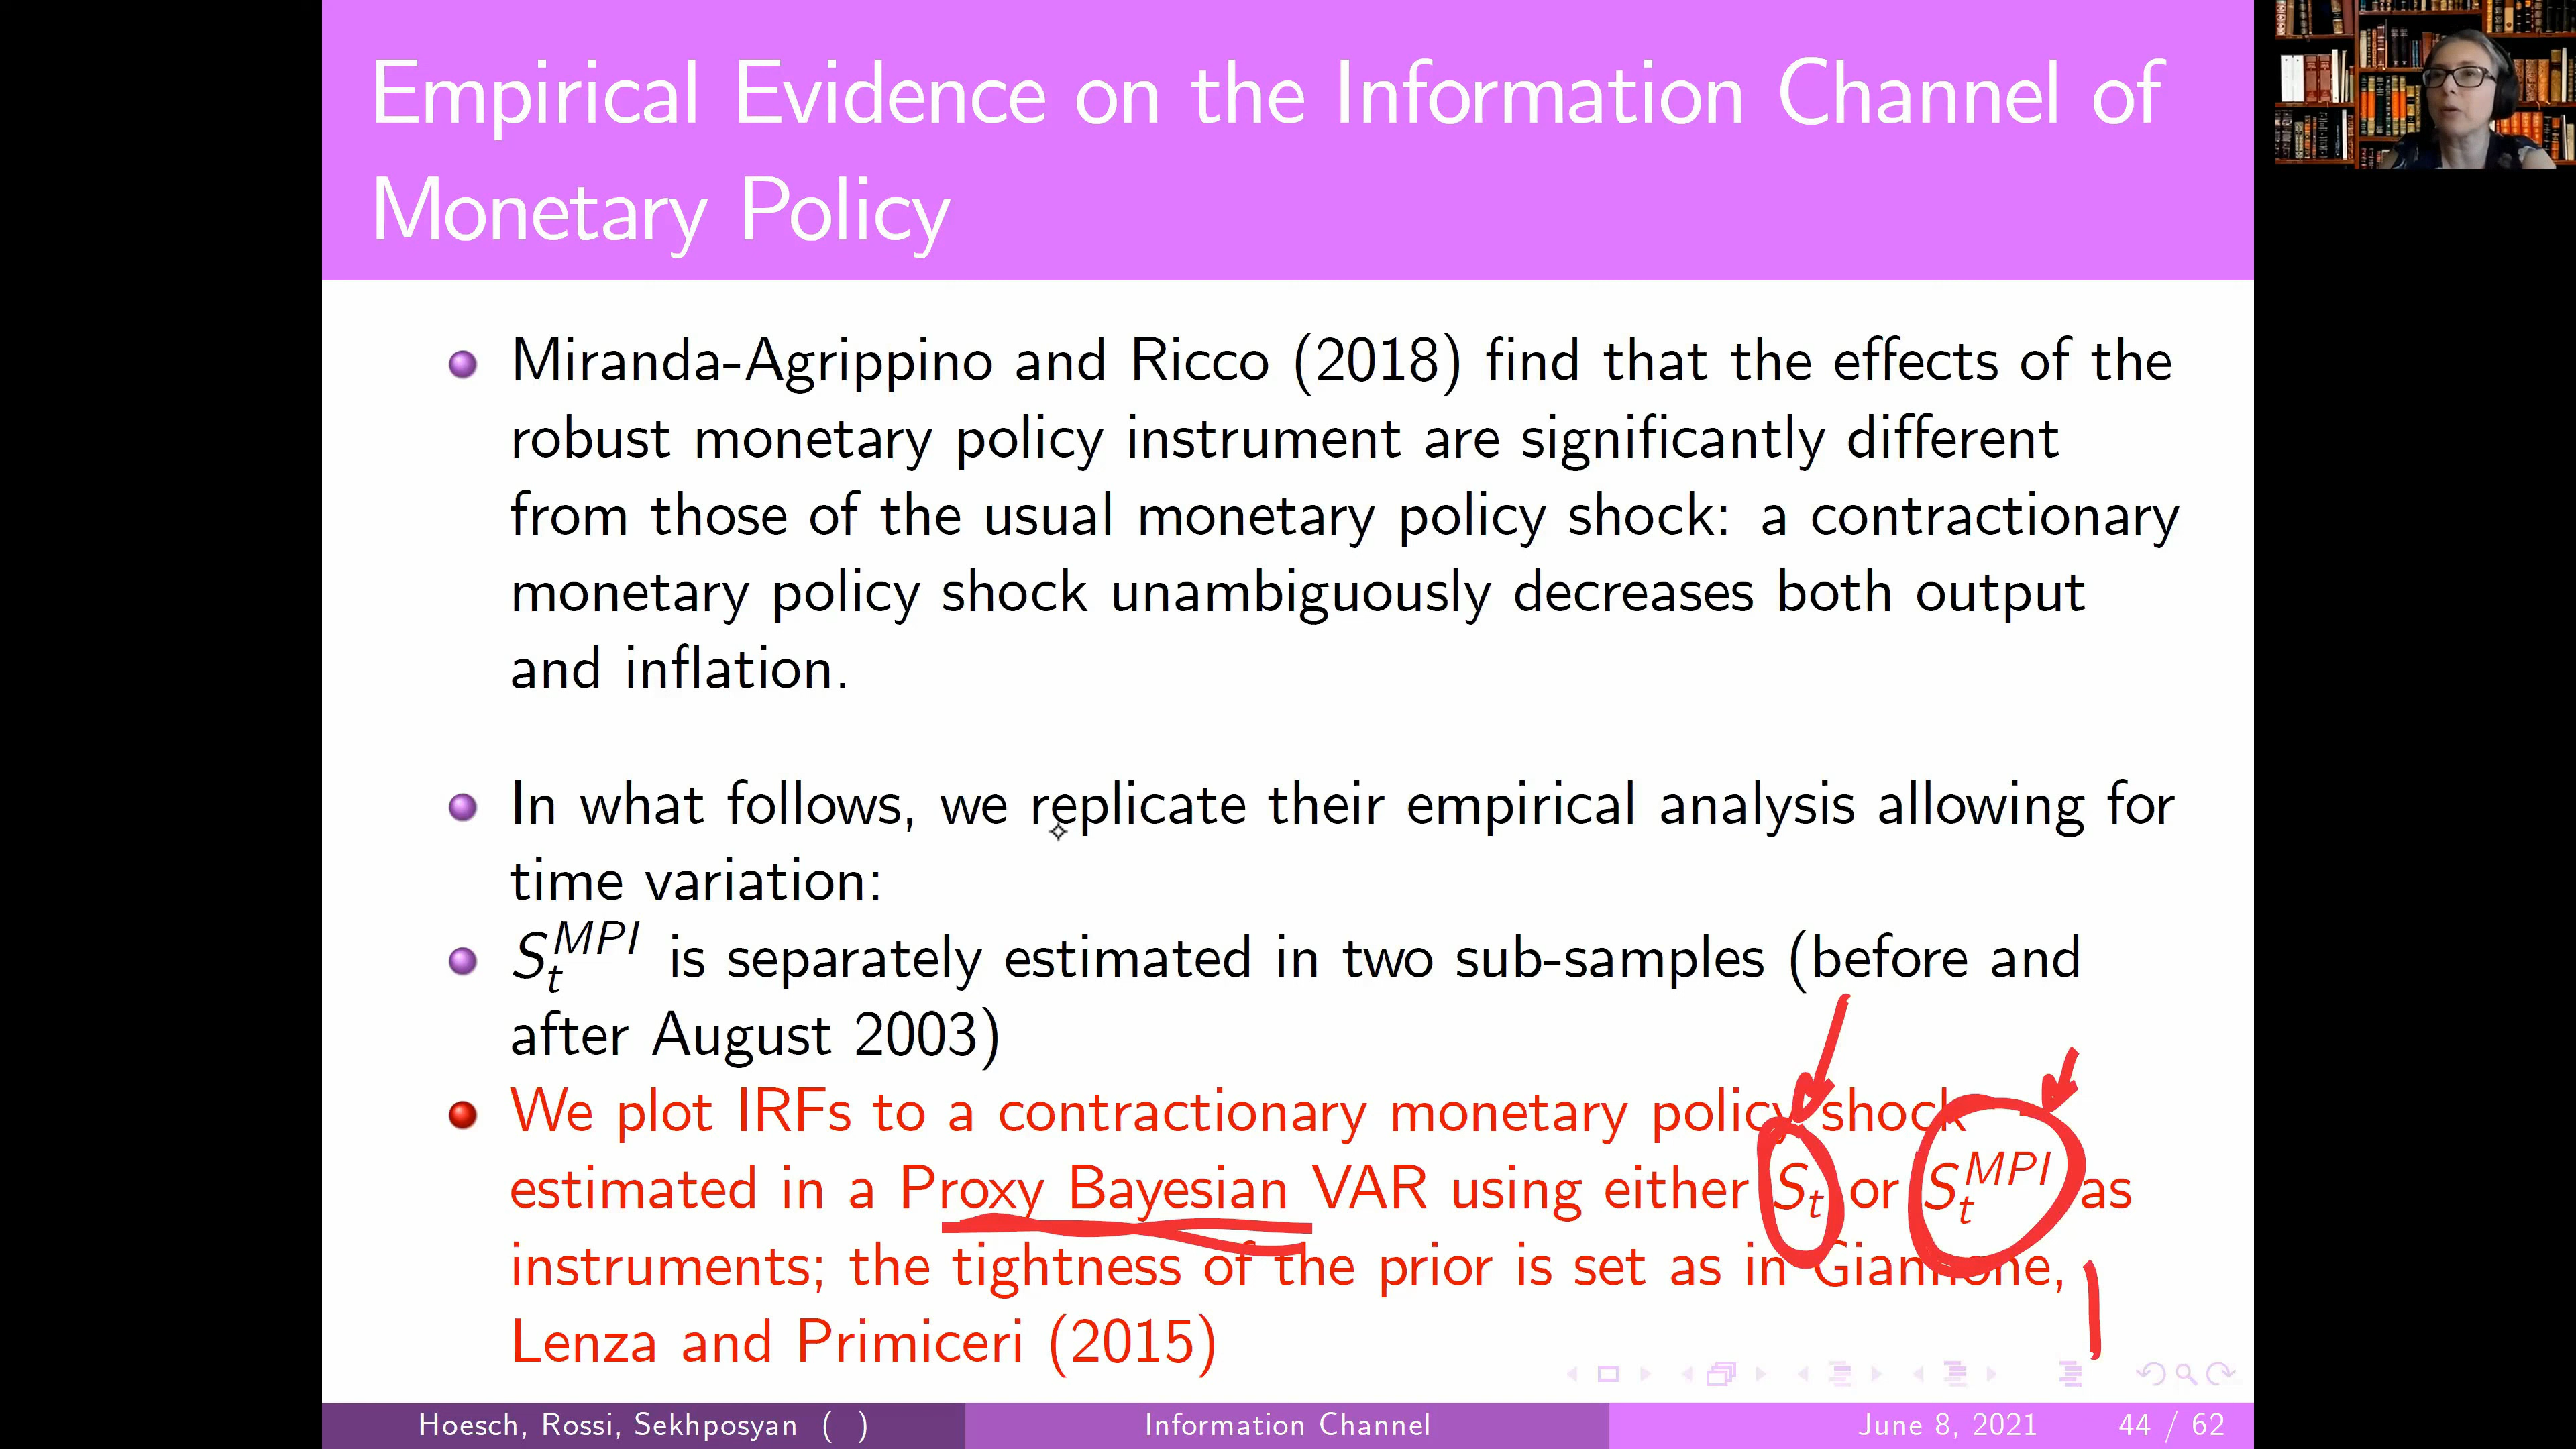 Empirical Evidence on the Information Channel of
Monetary Policy
Miranda-Agrippino and Ricco (2018) find that the effects of the
robust monetary policy instrument are significantly different
from those of the usual monetary policy shock: a contractionary
monetary policy shock unambiguously decreases both output
and inflation.
In what follows, we replicate their empirical analysis allowing for
time variation:
S_t^{MPI} is separately estimated in two sub-samples (before and
after August 2003)
We plot IRFs to a contractionary monetary policy shock
estimated in a Proxy Bayesian VAR using either S_t or S_t^{MPI} as
instruments; the tightness of the prior is set as in Giannone,
Lenza and Primiceri (2015)
Hoesch, Rossi, Sekhposyan ( ) Information Channel June 8, 2021 44 / 62